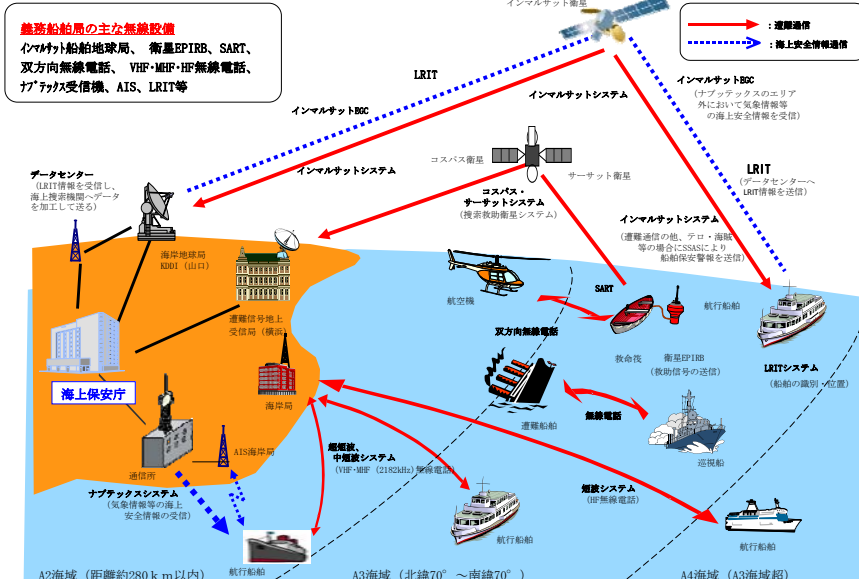 インマルサット衛星
義務船舶局の主な無線設備
インマルサット船舶地球局、 衛星EPIRB、SART、
双方向無線電話、 VHF・MHF・HF無線電話、
ナブテックス受信機、AIS、LRIT等
：遭難通信
：海上安全情報通信
LRIT
インマルサットEGC
インマルサットシステム
インマルサットEGC
（ナブテックスのエリア
外において気象情報等
の海上安全情報を受信）
インマルサットシステム
コスパス衛星
サーサット衛星
コスパス・
サーサットシステム
（捜索救助衛星システム）
データセンター
（LRIT情報を受信し、
海上捜索機関へデータ
を加工して送る）
LRIT
（データセンターへ
LRIT情報を送信）
インマルサットシステム
（遭難通信の他、テロ・海賊
等の場合にSSASにより
船舶保安警報を送信）
海岸地球局
KDDI（山口）
遭難信号地上
受信局（横浜）
航空機
SART
航行船舶
双方向無線電話
救命筏
衛星EPIRB
（救助信号の送信）
LRITシステム
（船舶の識別・位置）
海上保安庁
海岸局
遭難船舶
無線電話
巡視船
超短波、
中短波システム
（VHF・MHF（2182kHz）無線電話）
通信所
AIS海岸局
ナブテックスシステム
（気象情報等の海上
安全情報の受信）
短波システム
（HF無線電話）
航行船舶
航行船舶
航行船舶
A2海域（距離約280ｋｍ以内）
A3海域（北緯70°～南緯70°）
A4海域（A3海域超）